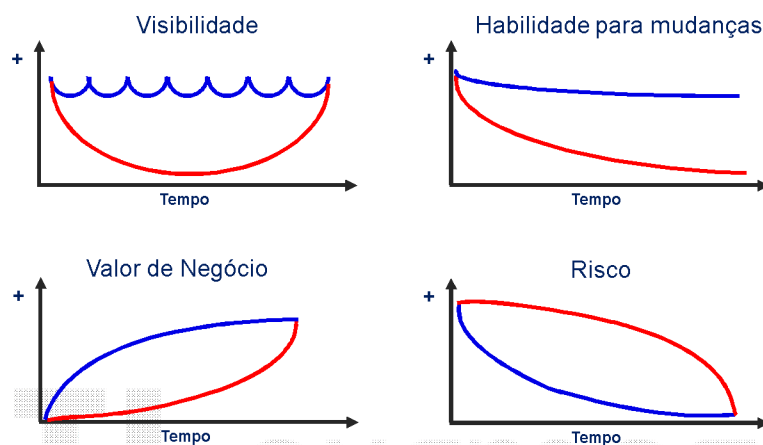 Visibilidade
Habilidade para mudanças
+
+
Tempo
Tempo
Valor de Negócio
Risco
+
+
Tempo
Tempo